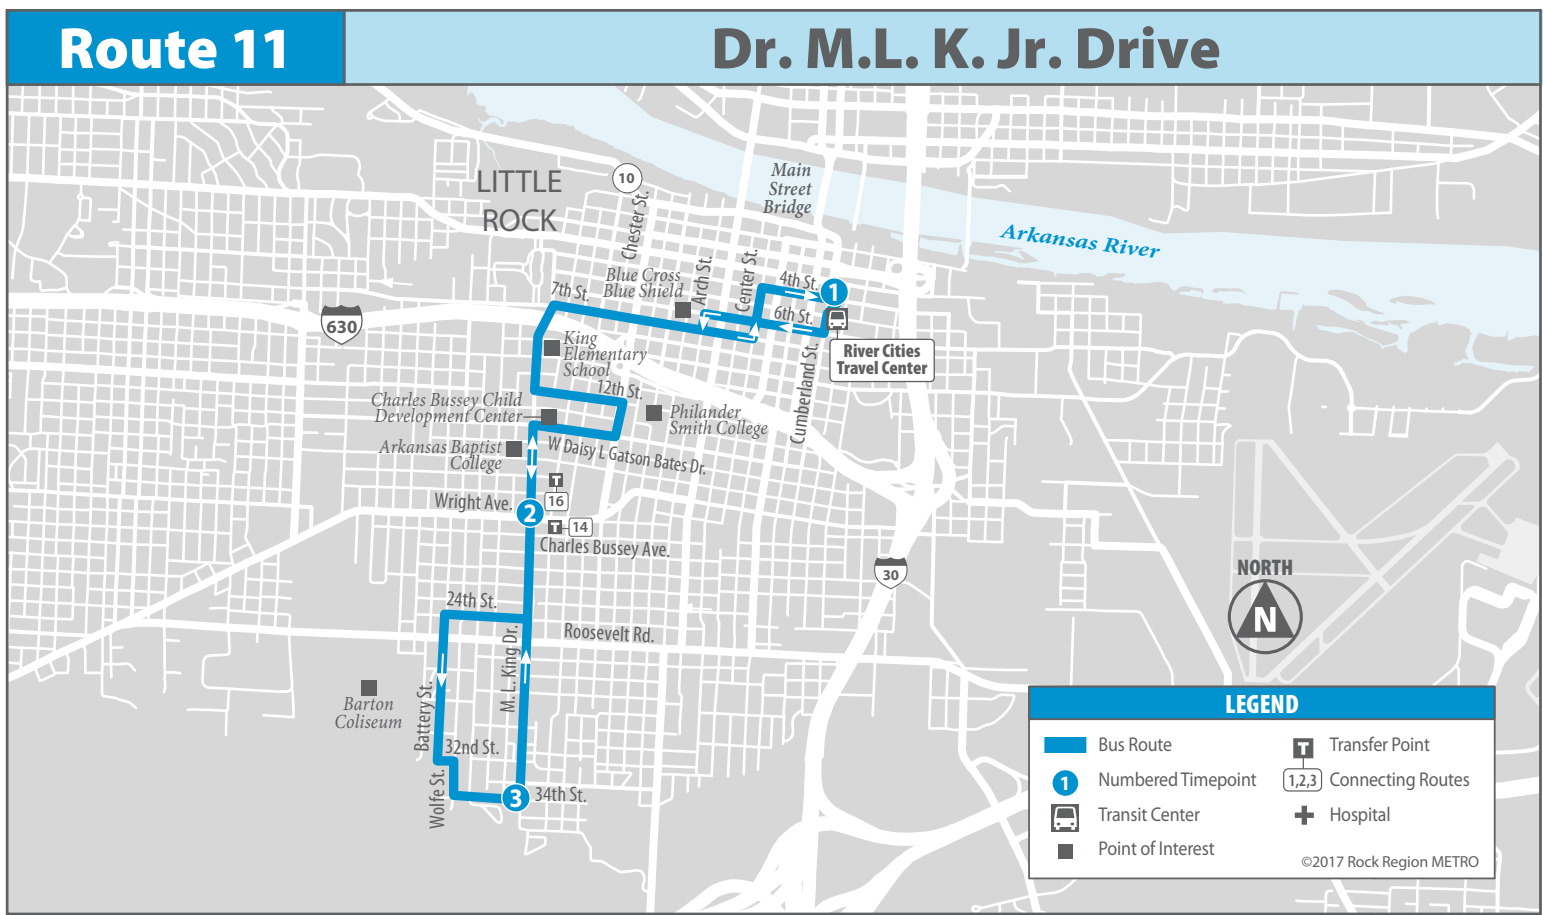 Route 11
Dr. M.L. K. Jr. Drive
LITTLE
ROCK
10
Chester St.
Main
Street
Bridge
Arkansas River
Blue Cross
Blue Shield
Arch St.
Center St.
4th St.
1
7th St.
6th St.
630
River Cities
Travel Center
Cumberland St.
King
Elementary
School
12th St.
Charles Bussey Child
Development Center
Philander
Smith College
Arkansas Baptist
College
W Daisy L Gatson Bates Dr.
T
16
Wright Ave.
2
T
14
Charles Bussey Ave.
30
NORTH
N
24th St.
Roosevelt Rd.
M. L. King Dr.
Battery St.
Barton
Coliseum
32nd St.
Wolfe St.
3
34th St.
LEGEND
Bus Route
T
Transfer Point
1
Numbered Timepoint
1,2,3
Connecting Routes
Transit Center
Hospital
Point of Interest
©2017 Rock Region METRO